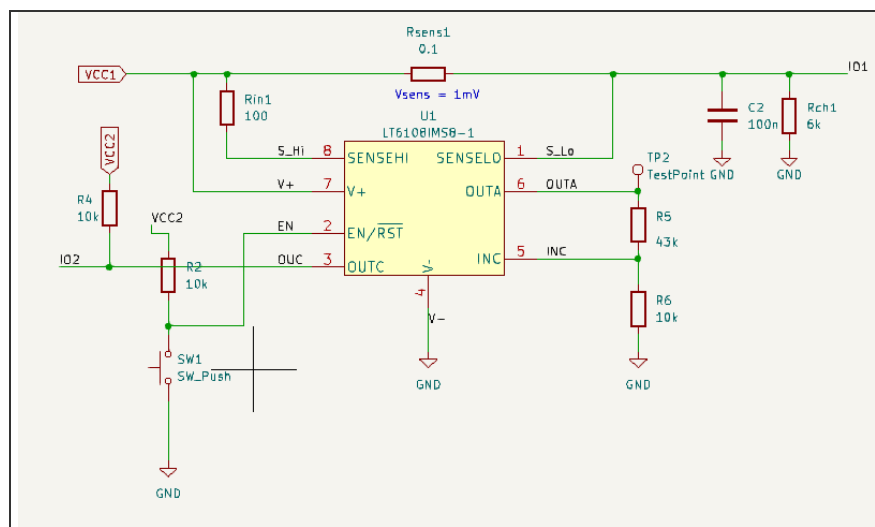 Rsens1
0.1
IO1
VCC1
Vsens = 1mV
Rin1
100
U1
LT6108IMS8-1
C2
100n
Rch1
6k
VCC2
S_Hi
8
SENSEHI
SENSELO
1
S_Lo
TP2
TestPoint
GND
GND
V+
7
V+
OUTA
6
OUTA
R4
10k
VCC2
R5
43k
EN
2
EN/RST
IO2
R2
10k
OUC
3
OUTC
V-
4
INC
5
INC
V-
R6
10k
SW1
SW_Push
GND
GND
GND